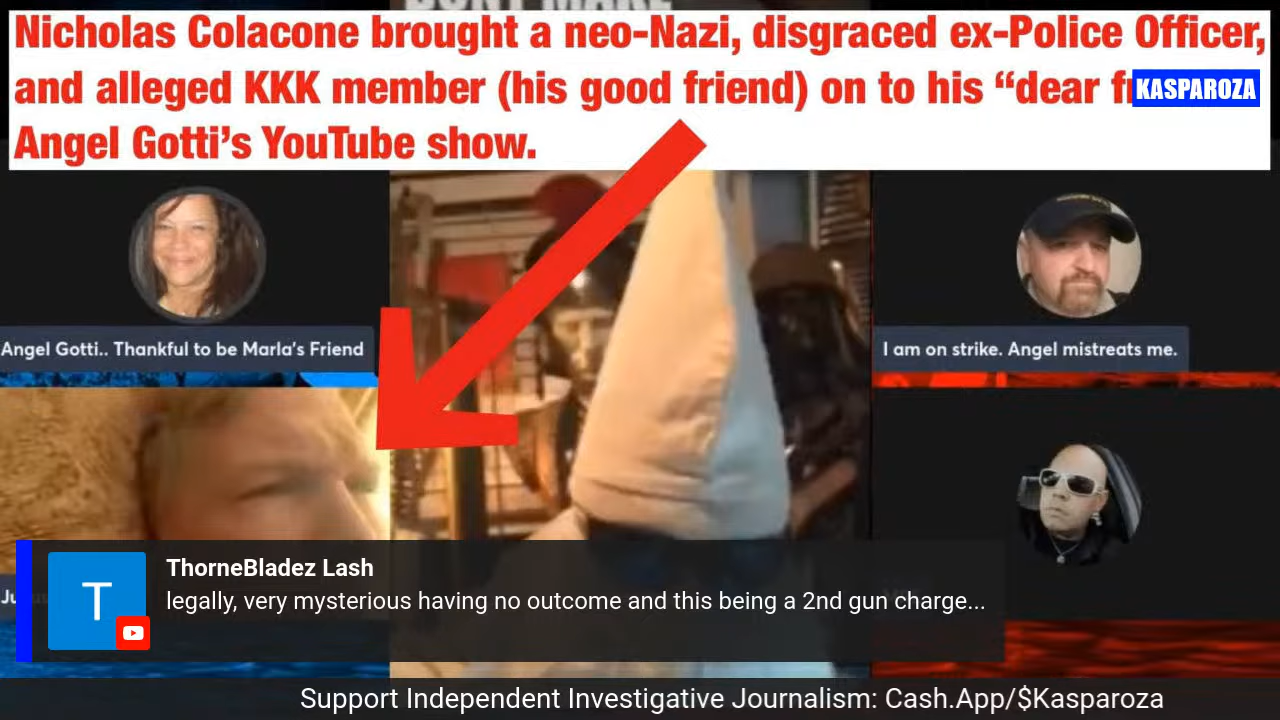 DON'T MAKE
Nicholas Colacone brought a neo-Nazi, disgraced ex-Police Officer,
and alleged KKK member (his good friend) on to his “dear fr
KASPAROZA
Angel Gotti’s YouTube show.
Angel Gotti.. Thankful to be Marla's Friend
I am on strike. Angel mistreats me.
ThorneBladez Lash
T
legally, very mysterious having no outcome and this being a 2nd gun charge...
Support Independent Investigative Journalism: Cash.App/$Kasparoza